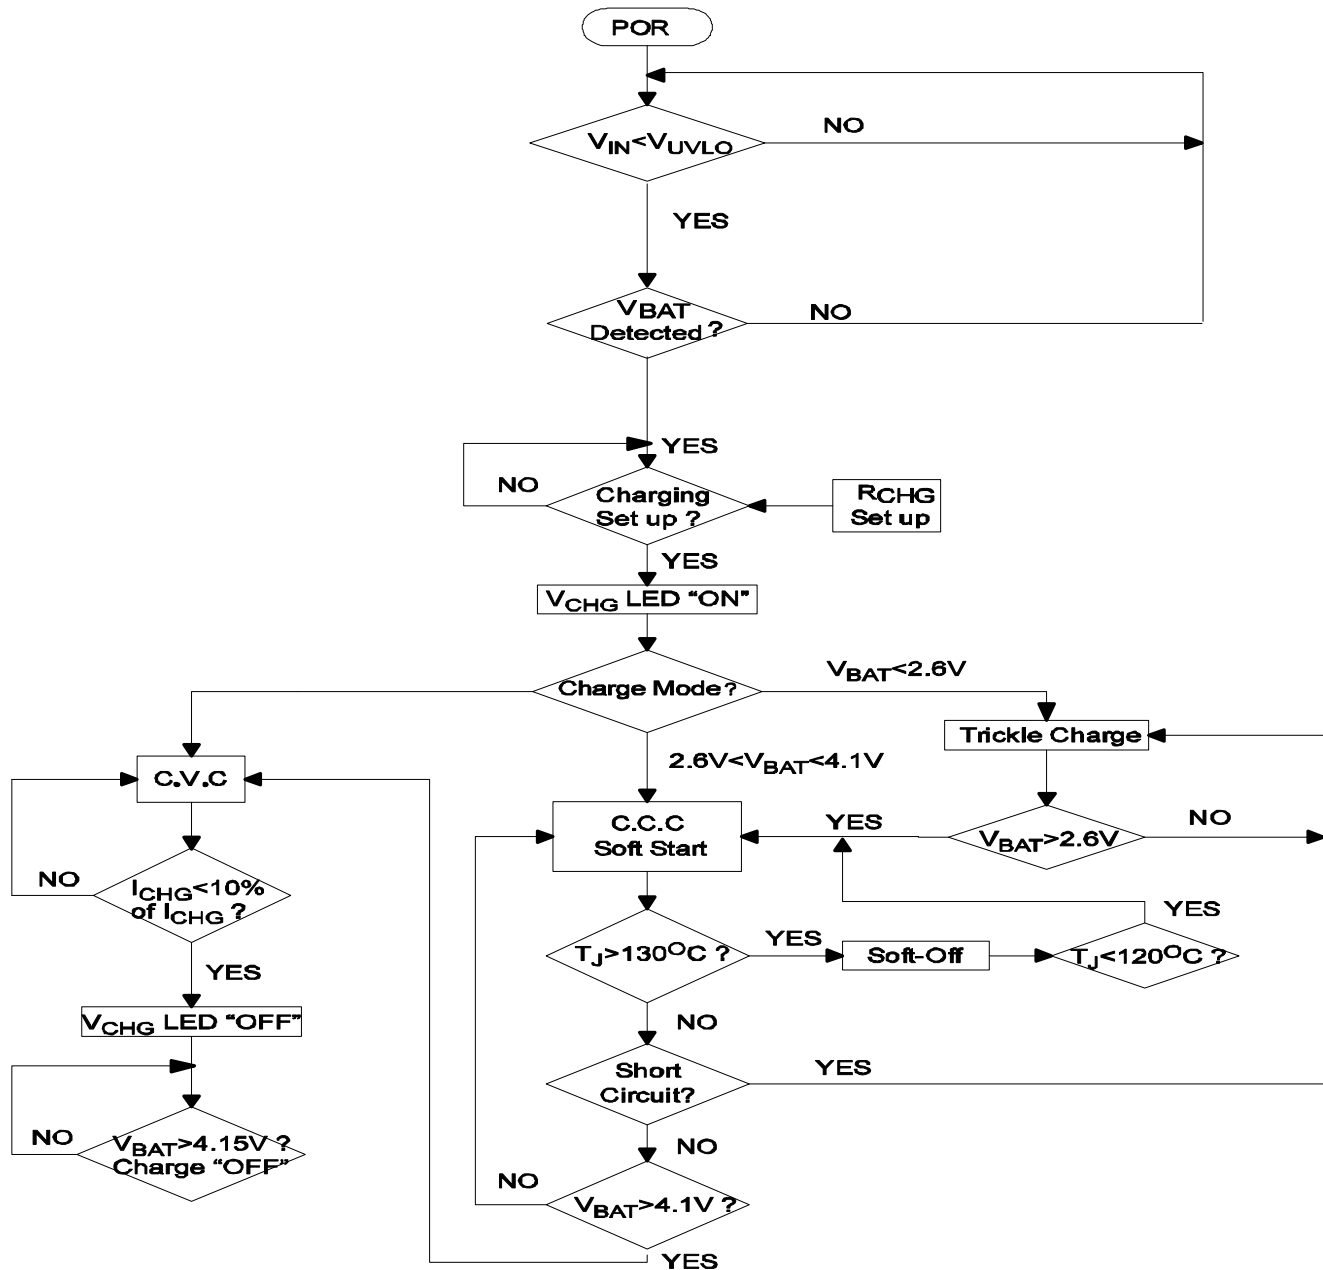 POR
VIN<VUVLO
NO
YES
VBAT
Detected ?
NO
YES
NO
Charging
Set up ?
RCHG
Set up
YES
VCHG LED “ON”
Charge Mode?
VBAT<2.6V
Trickle Charge
2.6V<VBAT<4.1V
C.V.C
C.C.C
Soft Start
YES
VBAT>2.6V
NO
NO
ICHG<10%
of ICHG ?
YES
TJ>130OC ?
YES
Soft-Off
TJ<120OC ?
YES
VCHG LED “OFF”
NO
Short
Circuit?
YES
NO
VBAT>4.15V ?
Charge “OFF”
NO
NO
VBAT>4.1V ?
YES